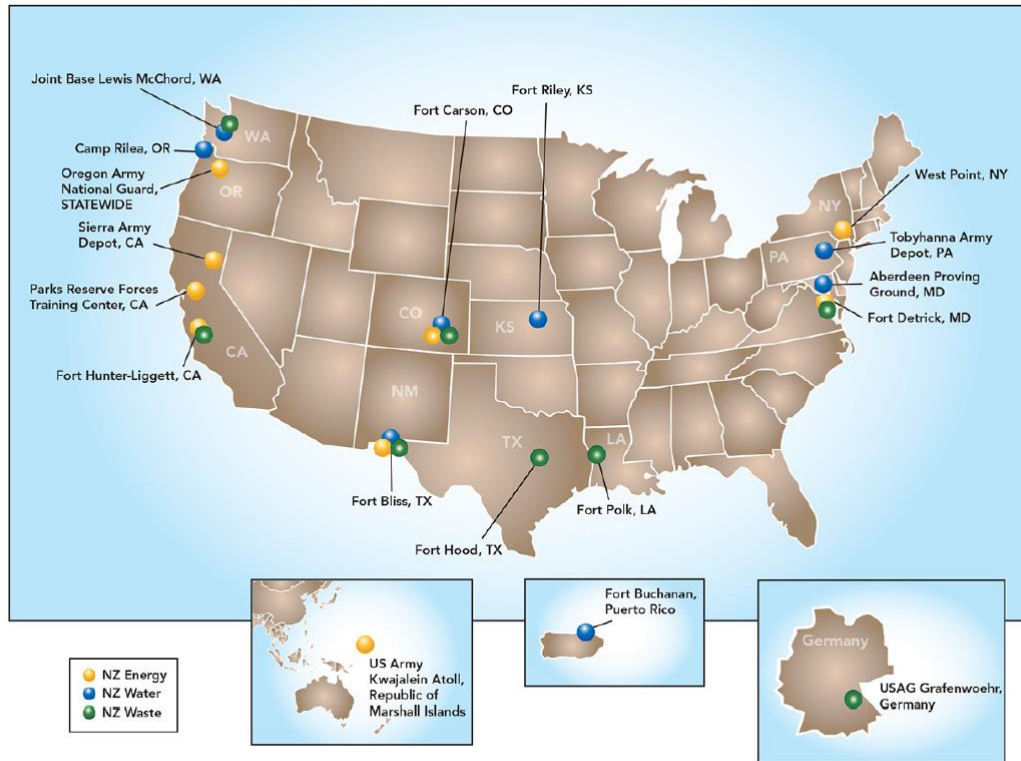 Joint Base Lewis McChord, WA
Fort Carson, CO
Fort Riley, KS
WA
Camp Rilea, OR
Oregon Army
National Guard,
STATEWIDE
OR
West Point, NY
NY
Sierra Army
Depot, CA
Tobyhanna Army
Depot, PA
PA
Parks Reserve Forces
Training Center, CA
Aberdeen Proving
Ground, MD
CO
KS
Fort Detrick, MD
CA
Fort Hunter-Liggett, CA
NM
TX
LA
Fort Bliss, TX
Fort Polk, LA
Fort Hood, TX
NZ Energy
NZ Water
NZ Waste
US Army
Kwajalein Atoll,
Republic of
Marshall Islands
Fort Buchanan,
Puerto Rico
Germany
USAG Grafenwoehr,
Germany